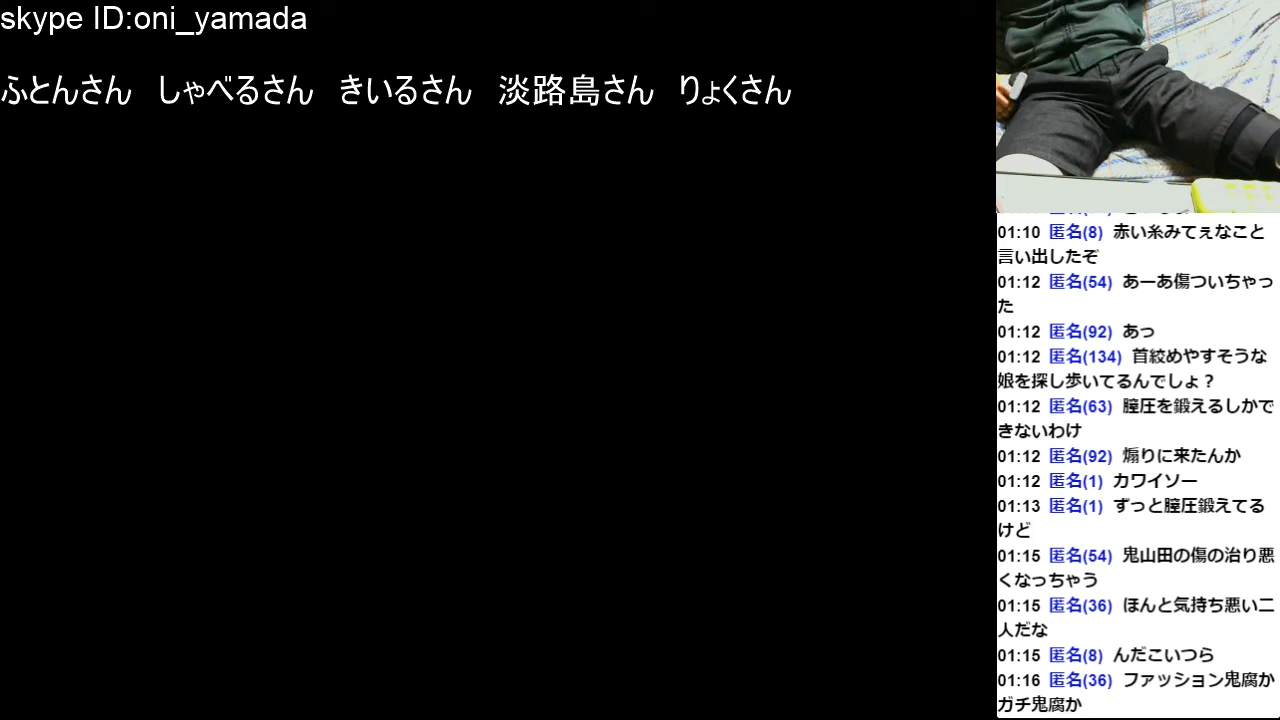 skype ID:oni_yamada
ふとんさん　しゃべるさん　きいるさん　淡路島さん　りょくさん
01:10 匿名(8) 赤い糸みてぇなこと
言い出したぞ
01:12 匿名(54) あーあ傷ついちゃっ
た
01:12 匿名(92) あっ
01:12 匿名(134) 首絞めやすそうな
娘を探し歩いてるんでしょ？
01:12 匿名(63) 膣圧を鍛えるしかで
きないわけ
01:12 匿名(92) 煽りに来たんか
01:12 匿名(1) カワイソー
01:13 匿名(1) ずっと膣圧鍛えてる
けど
01:15 匿名(54) 鬼山田の傷の治り悪
くなっちゃう
01:15 匿名(36) ほんと気持ち悪い二
人だな
01:15 匿名(8) んだこいつら
01:16 匿名(36) ファッション鬼腐か
ガチ鬼腐か